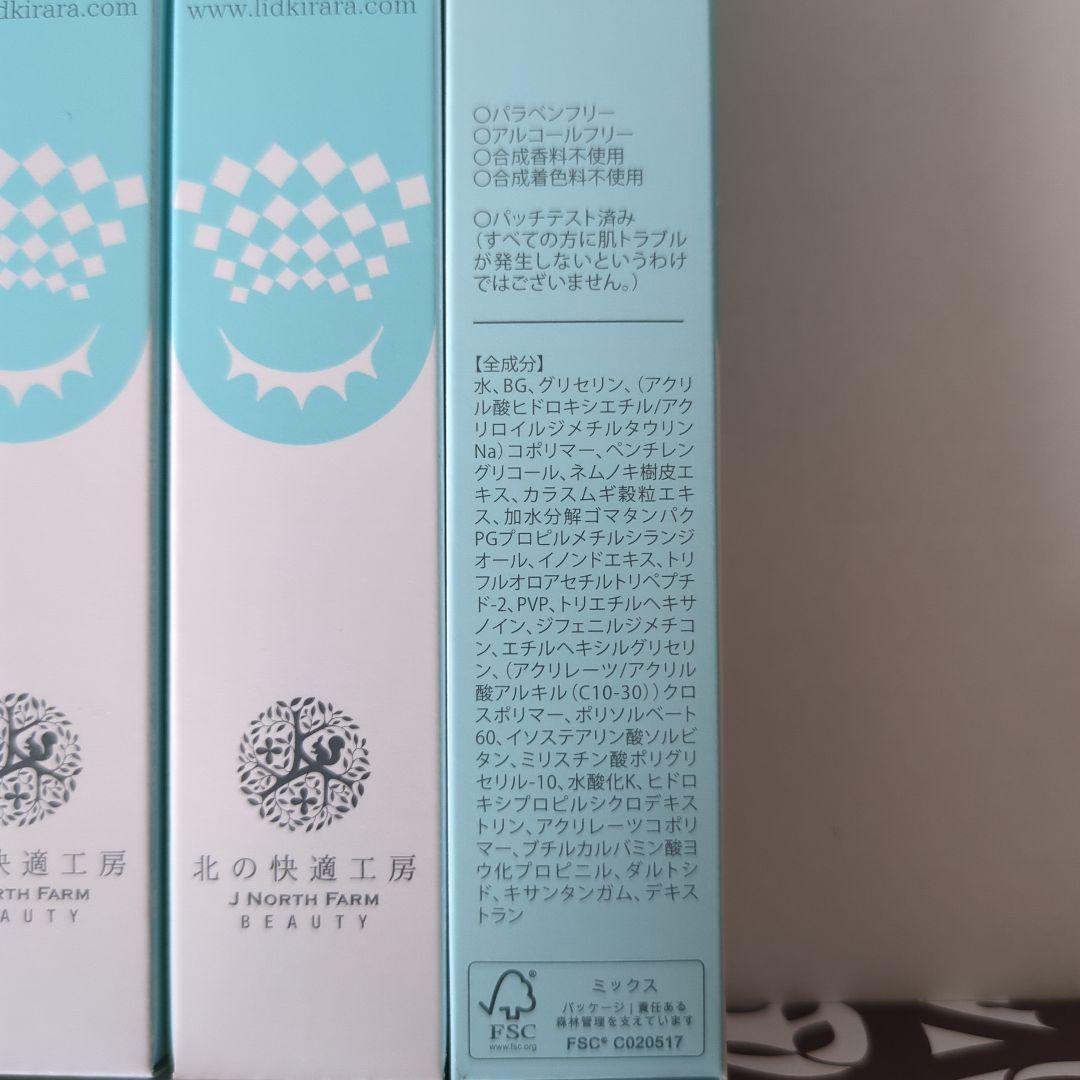 dkirara.com
www.lidkirara.com
快適工房
RTH FARM
AUTY
北の快適工房
J NORTH FARM
BEAUTY
〇パラベンフリー
〇アルコールフリー
〇合成香料不使用
〇合成着色料不使用
〇パッチテスト済み
(すべての方に肌トラブル
が発生しないというわけ
ではございません。)
【全成分】
水、BG、グリセリン、(アクリ
ル酸ヒドロキシエチル/アク
リロイルジメチルタウリン
Na)コポリマー、ペンチレン
グリコール、ネムノキ樹皮エ
キス、カラスムギ穀粒エキ
ス、加水分解ゴマタンパク
PGプロピルメチルシランジ
オール、イノンドエキス、トリ
フルオロアセチルトリペプチ
ド-2、PVP、トリエチルヘキサ
ノイン、ジフェニルジメチコ
ン、エチルヘキシルグリセリ
ン、(アクリレーツ/アクリル
酸アルキル(C10-30))クロ
スポリマー、ポリソルベート
60、イソステアリン酸ソルビ
タン、ミリスチン酸ポリグリ
セリル-10、水酸化K、ヒドロ
キシプロピルシクロデキス
トリン、アクリレーツコポリ
マー、ブチルカルバミン酸ヨ
ウ化プロピニル、ダルトシ
ド、キサンタンガム、デキス
トラン
FSC®
www.fsc.org
ミックス
パッケージ|責任ある
森林管理を支えています
FSC® C020517